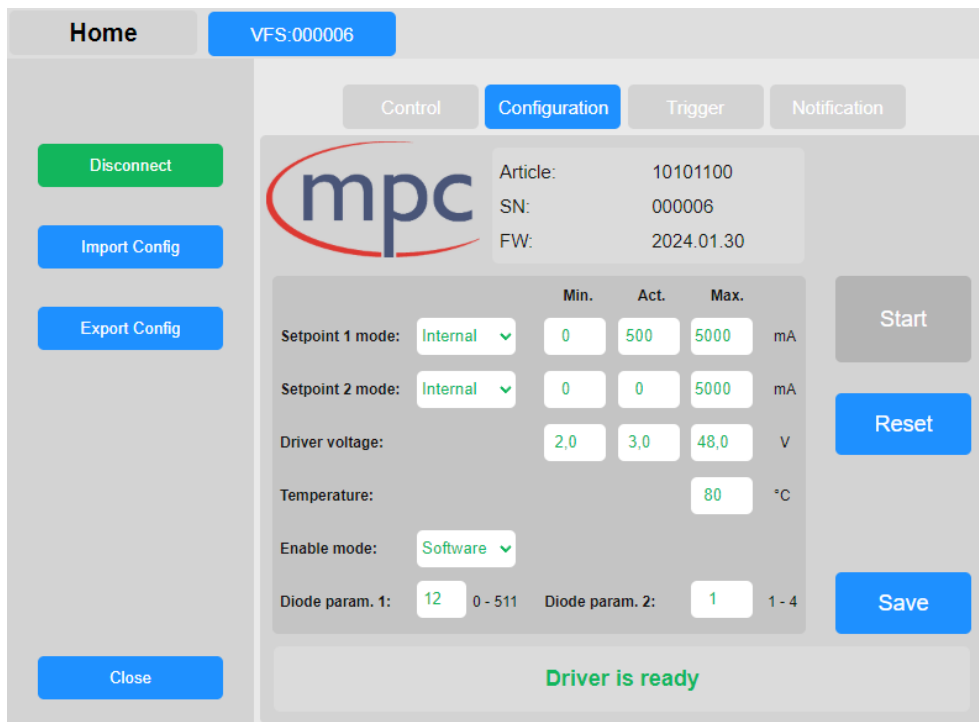 Home VFS:000006
Control Configuration Trigger Notification
Disconnect
Import Config
Export Config
Close
mpc
Article: 10101100
SN: 000006
FW: 2024.01.30
Min. Act. Max.
Setpoint 1 mode: Internal 0 500 5000 mA
Setpoint 2 mode: Internal 0 0 5000 mA
Driver voltage: 2,0 3,0 48,0 V
Temperature: 80 °C
Enable mode: Software
Diode param. 1: 12 0 - 511 Diode param. 2: 1 1 - 4
Start
Reset
Save
Driver is ready